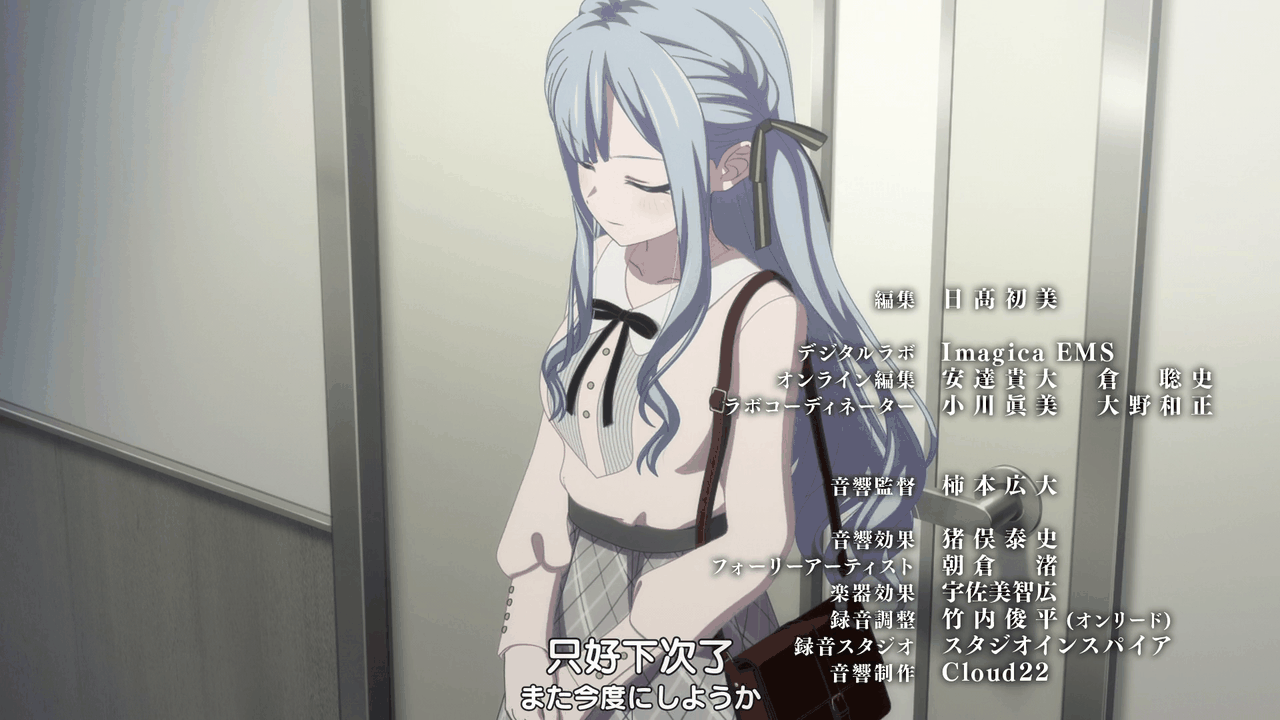 編集 日髙初美
デジタルラボ Imagica EMS
オンライン編集 安達貴大 倉 聡史
ラボコーディネーター 小川眞美 大野和正
音響監督 柿本広大
音響効果 猪俣泰史
フォーリーアーティスト 朝倉 渚
楽器効果 宇佐美智広
録音調整 竹内俊平(オンリード)
録音スタジオ スタジオインスパイア
音響制作 Cloud22
只好下次了
また今度にしようか